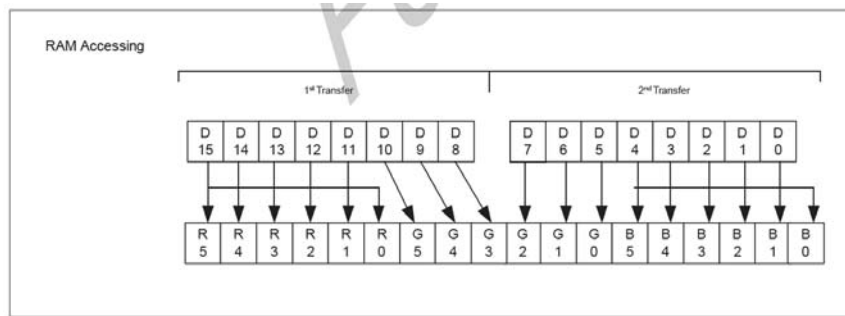 RAM Accessing
1st Transfer 2nd Transfer
D D D D D D D D D D D D D D D D
15 14 13 12 11 10 9 8 7 6 5 4 3 2 1 0
R R R R R R G G G G G G B B B B B B
5 4 3 2 1 0 5 4 3 2 1 0 5 4 3 2 1 0